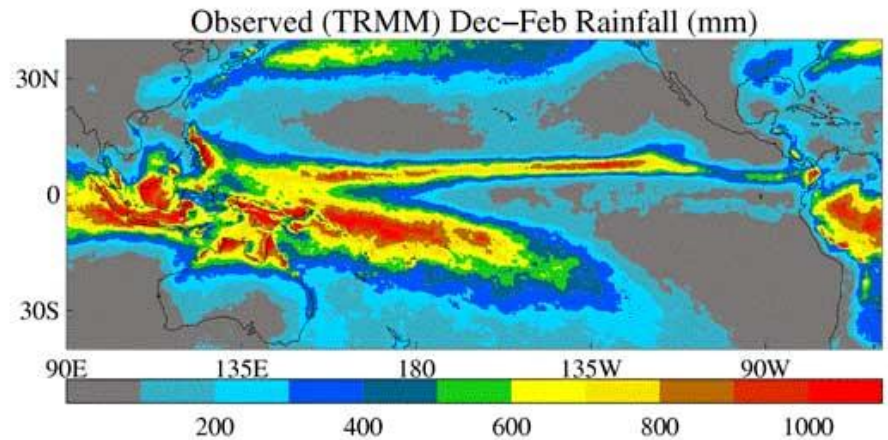 Observed (TRMM) Dec–Feb Rainfall (mm)
30N
0
30S
90E 135E 180 135W 90W
200 400 600 800 1000